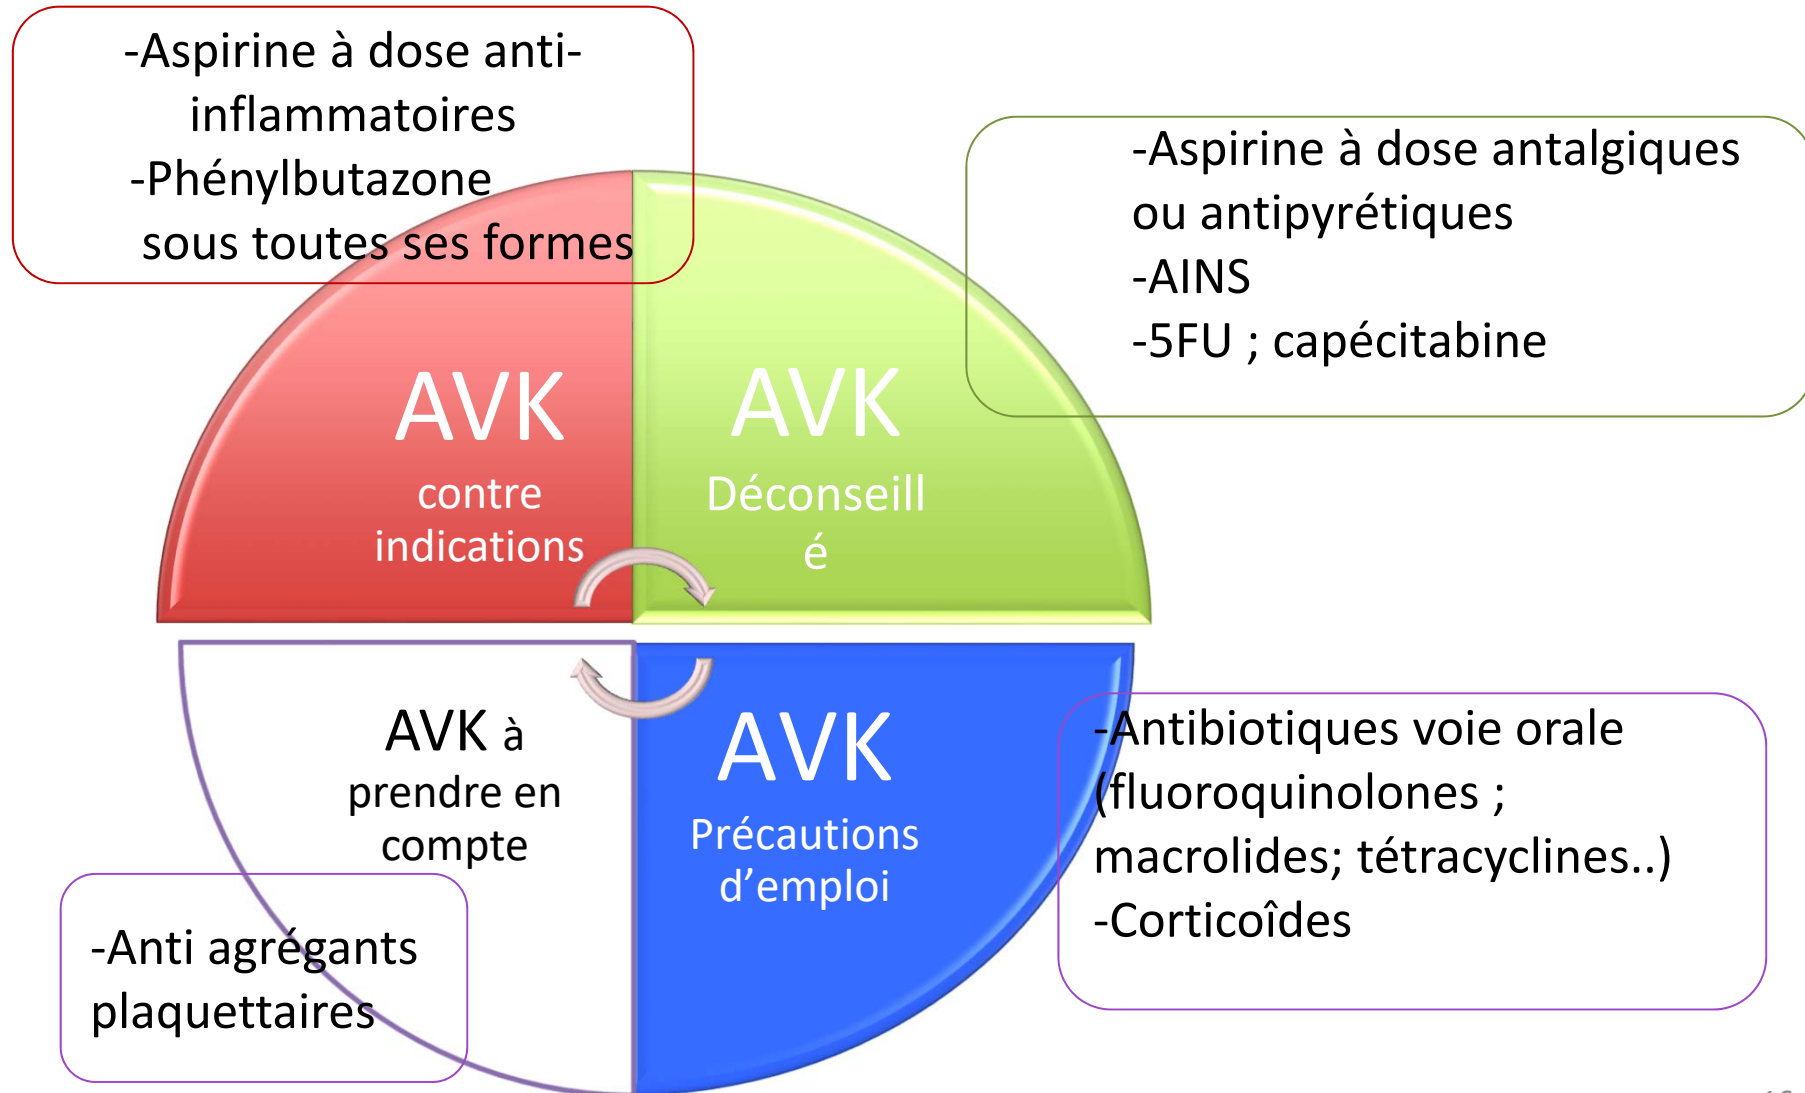 -Aspirine à dose anti-
inflammatoires
-Phénylbutazone
sous toutes ses formes
-Aspirine à dose antalgiques
ou antipyrétiques
-AINS
-5FU ; capécitabine
AVK
contre
indications
AVK
Déconseill
é
AVK à
prendre en
compte
AVK
Précautions
d’emploi
-Antibiotiques voie orale
(fluoroquinolones ;
macrolides; tétracyclines..)
-Corticoîdes
-Anti agrégants
plaquettaires